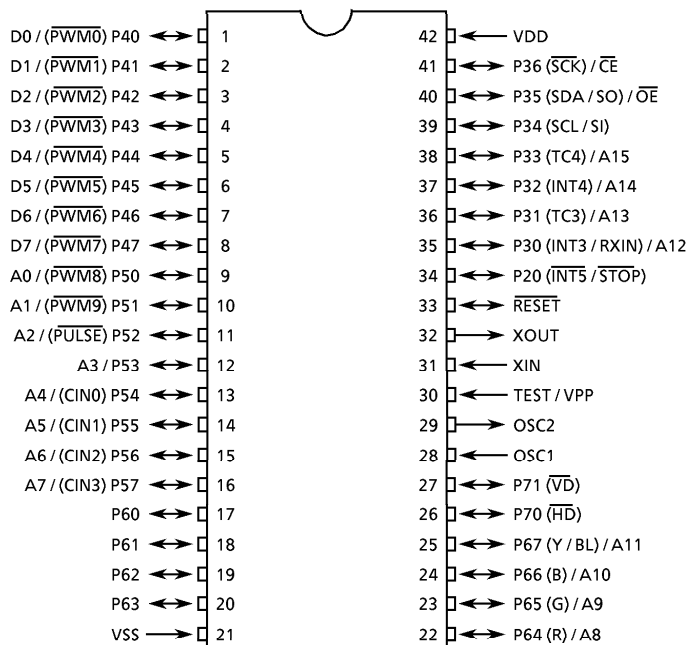 D0 / (PWM0) P40 1 42 VDD
D1 / (PWM1) P41 2 41 P36 (SCK) / CE
D2 / (PWM2) P42 3 40 P35 (SDA / SO) / OE
D3 / (PWM3) P43 4 39 P34 (SCL / SI)
D4 / (PWM4) P44 5 38 P33 (TC4) / A15
D5 / (PWM5) P45 6 37 P32 (INT4) / A14
D6 / (PWM6) P46 7 36 P31 (TC3) / A13
D7 / (PWM7) P47 8 35 P30 (INT3 / RXIN) / A12
A0 / (PWM8) P50 9 34 P20 (INT5 / STOP)
A1 / (PWM9) P51 10 33 RESET
A2 / (PULSE) P52 11 32 XOUT
A3 / P53 12 31 XIN
A4 / (CIN0) P54 13 30 TEST / VPP
A5 / (CIN1) P55 14 29 OSC2
A6 / (CIN2) P56 15 28 OSC1
A7 / (CIN3) P57 16 27 P71 (VD)
P60 17 26 P70 (HD)
P61 18 25 P67 (Y / BL) / A11
P62 19 24 P66 (B) / A10
P63 20 23 P65 (G) / A9
VSS 21 22 P64 (R) / A8